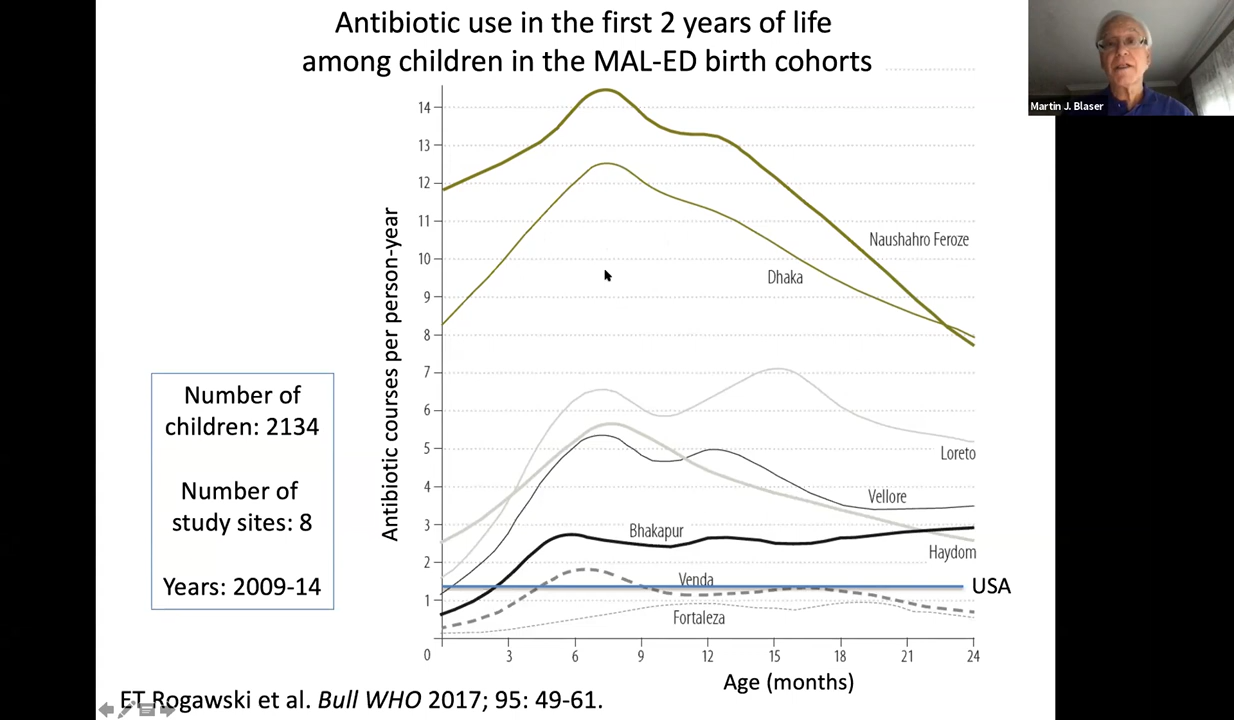 Antibiotic use in the first 2 years of life
among children in the MAL-ED birth cohorts
Martin J. Blaser
Antibiotic courses per person-year
14
13
12
11
10
9
8
7
6
5
4
3
2
1
0
3
6
9
12
15
18
21
24
Age (months)
Naushahro Feroze
Dhaka
Loreto
Vellore
Bhakapur
Haydom
Venda
USA
Fortaleza
Number of
children: 2134
Number of
study sites: 8
Years: 2009-14
ET Rogawski et al. Bull WHO 2017; 95: 49-61.